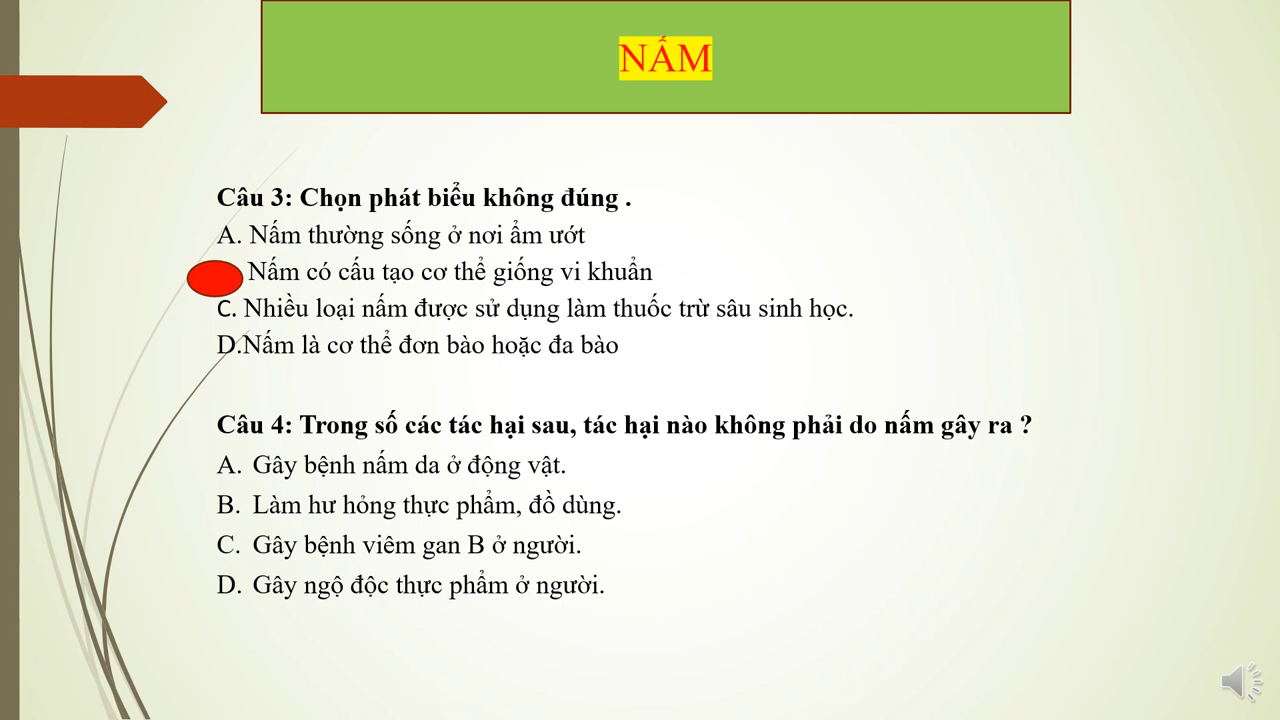 NẤM
Câu 3: Chọn phát biểu không đúng .
A. Nấm thường sống ở nơi ẩm ướt
Nấm có cấu tạo cơ thể giống vi khuẩn
C. Nhiều loại nấm được sử dụng làm thuốc trừ sâu sinh học.
D.Nấm là cơ thể đơn bào hoặc đa bào
Câu 4: Trong số các tác hại sau, tác hại nào không phải do nấm gây ra ?
A. Gây bệnh nấm da ở động vật.
B. Làm hư hỏng thực phẩm, đồ dùng.
C. Gây bệnh viêm gan B ở người.
D. Gây ngộ độc thực phẩm ở người.